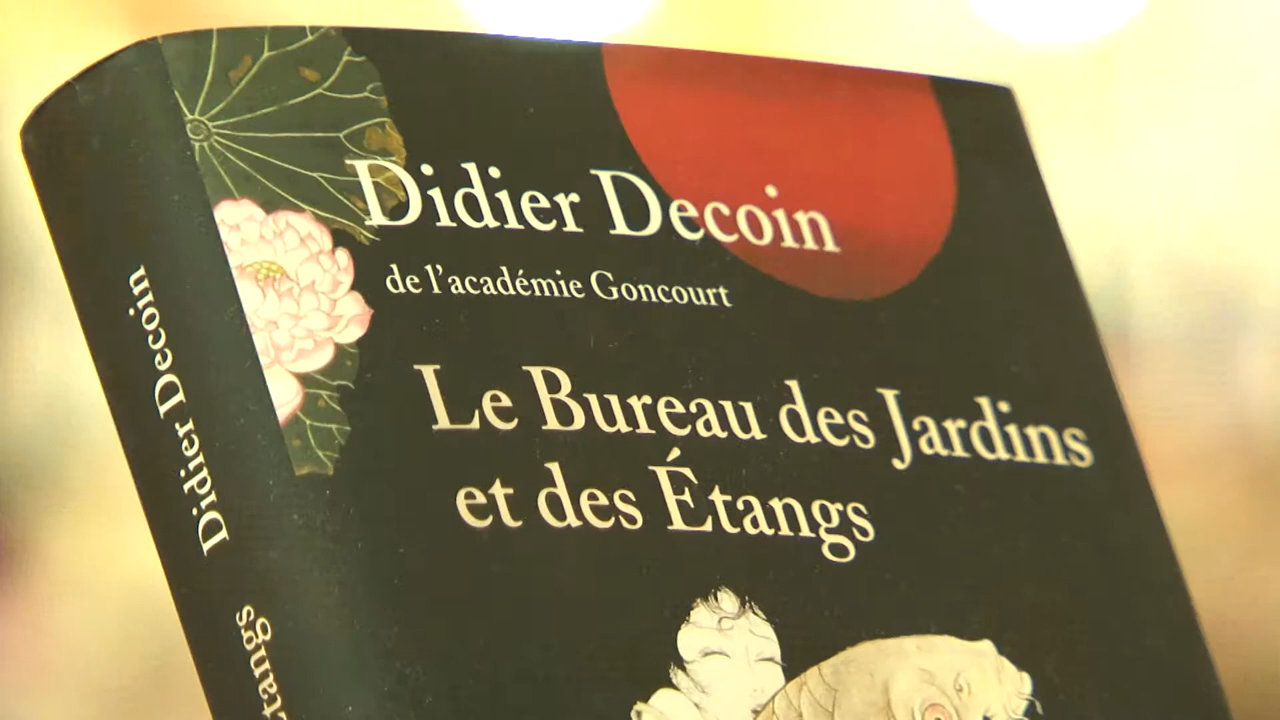 Didier Decoin
de l'académie Goncourt
Le Bureau des Jardins
et des Étangs
Didier Decoin